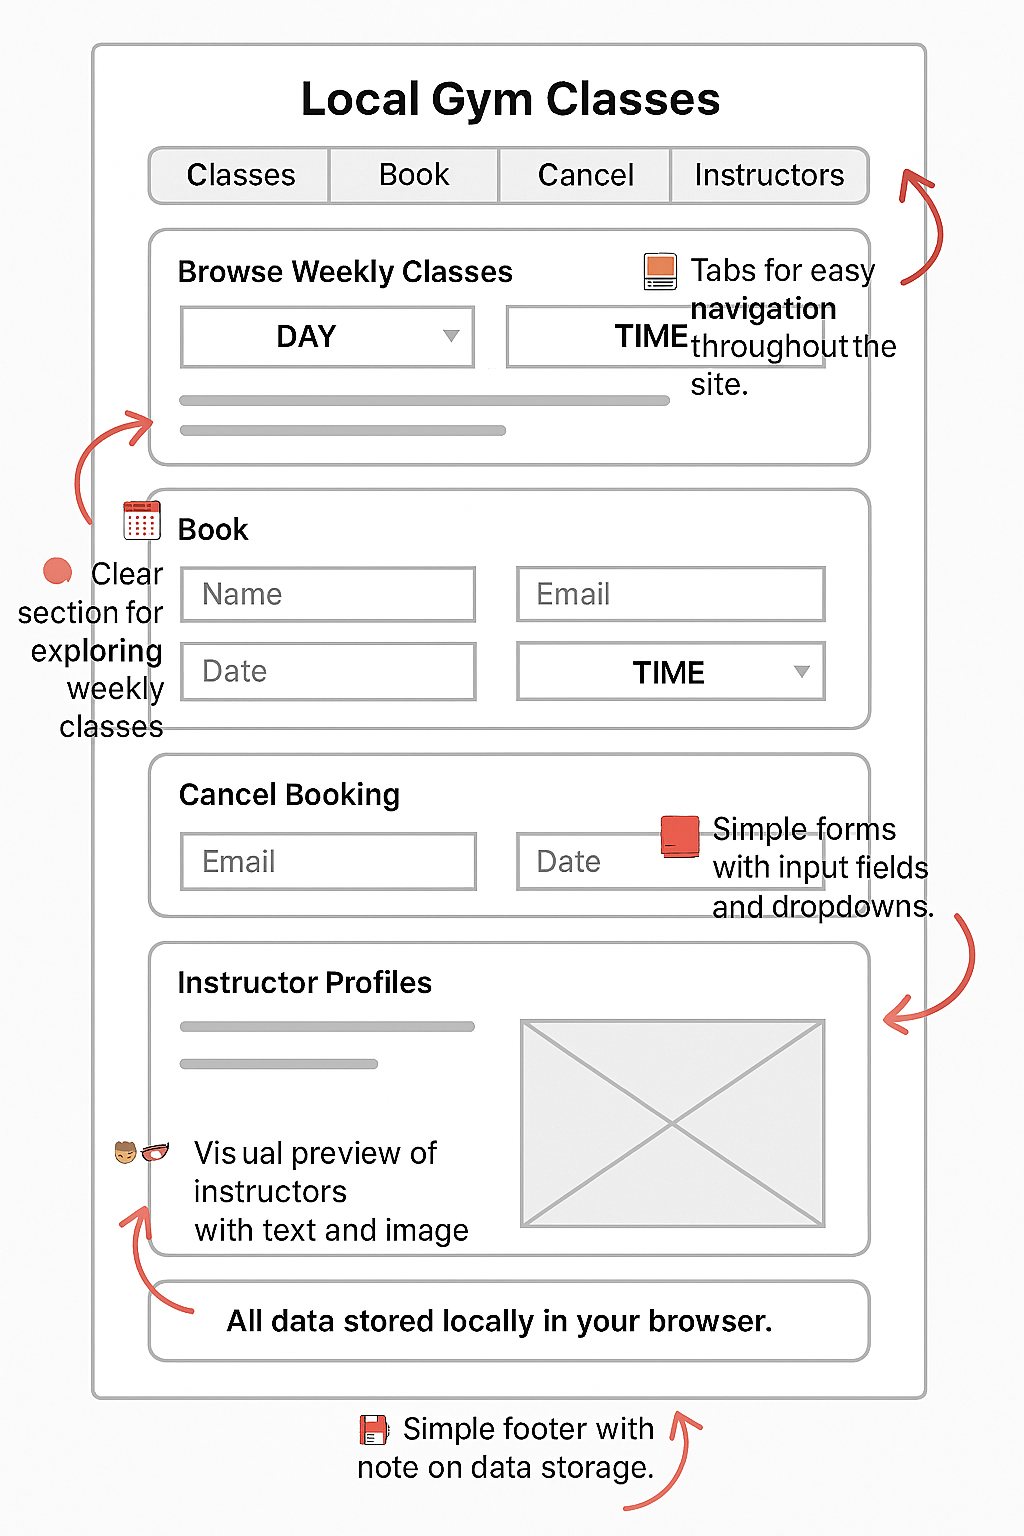 Local Gym Classes
Classes
Book
Cancel
Instructors
Browse Weekly Classes
DAY
TIME
Tabs for easy
navigation
throughout the
site.
Book
Name
Email
Date
TIME
Clear
section for
exploring
weekly
classes
Cancel Booking
Email
Date
Simple forms
with input fields
and dropdowns.
Instructor Profiles
Visual preview of
instructors
with text and image
All data stored locally in your browser.
Simple footer with
note on data storage.